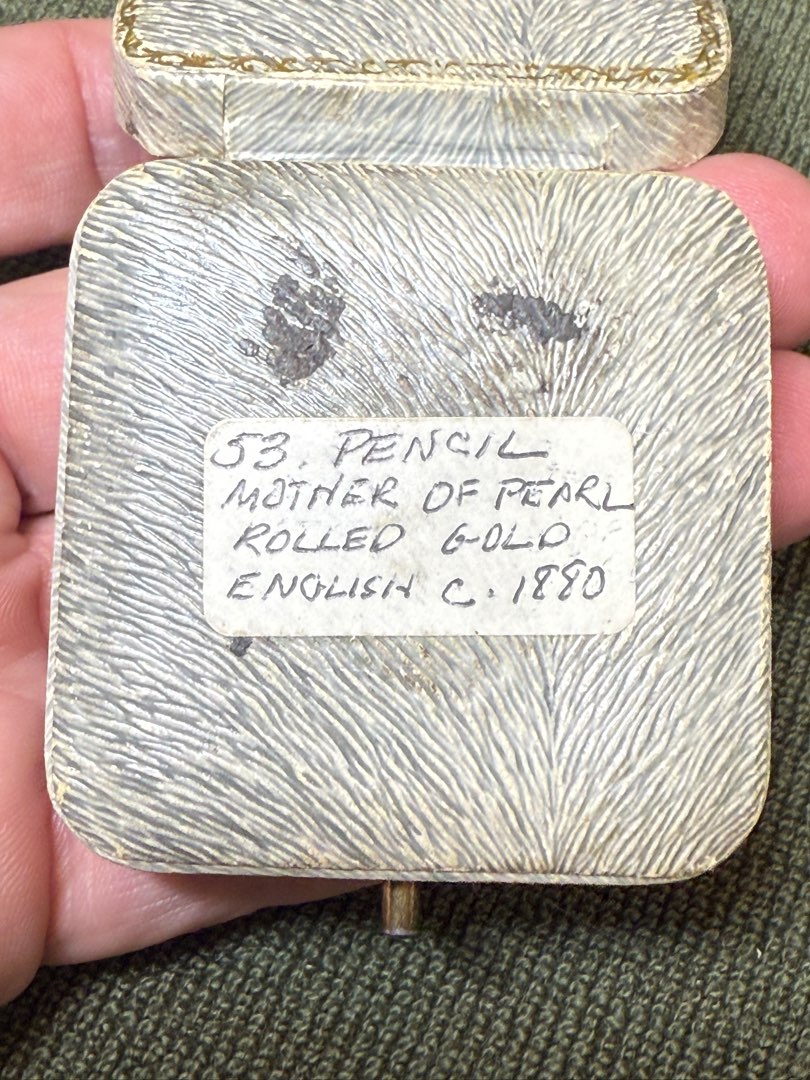 53. PENCIL
MOTHER OF PEARL
ROLLED GOLD
ENGLISH C. 1880